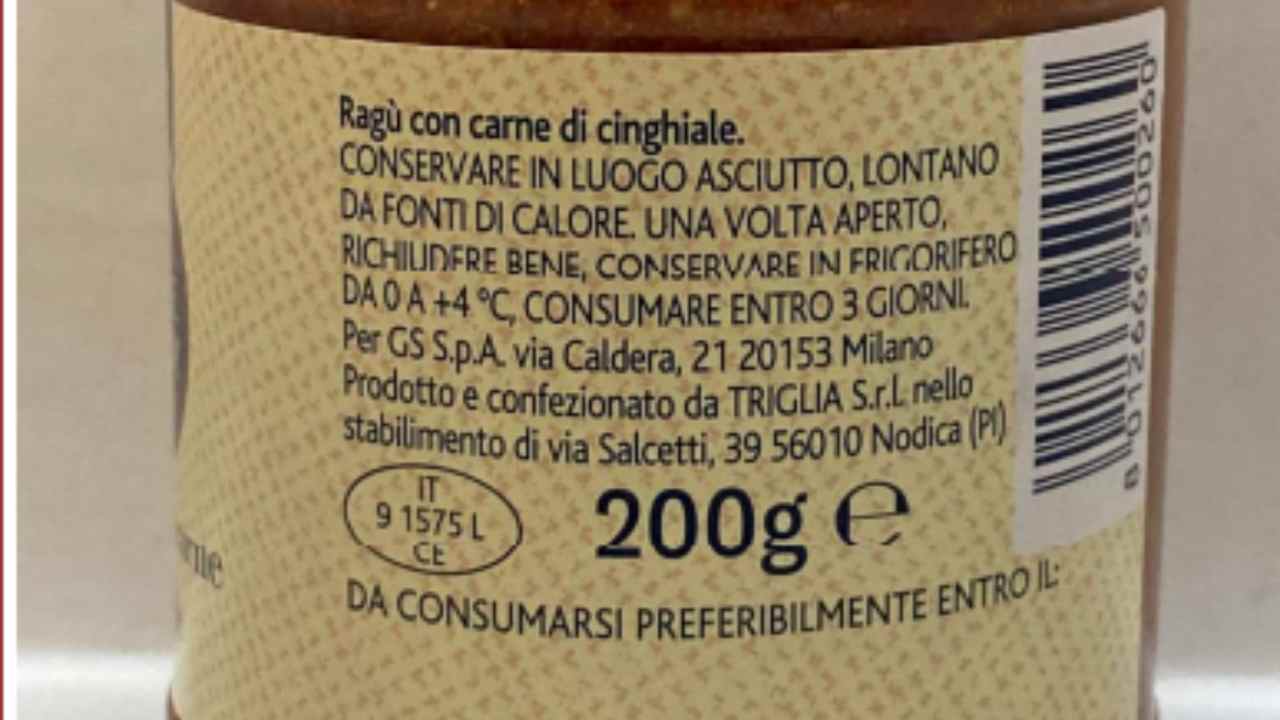 Ragù con carne di cinghiale.
CONSERVARE IN LUOGO ASCIUTTO, LONTANO
DA FONTI DI CALORE. UNA VOLTA APERTO,
RICHIUDERE BENE, CONSERVARE IN FRIGORIFERO
DA 0 A +4 °C, CONSUMARE ENTRO 3 GIORNI.
Per GS S.p.A. via Caldera, 21 20153 Milano
Prodotto e confezionato da TRIGLIA S.r.l. nello
stabilimento di via Salcetti, 39 56010 Nodica (PI)
IT
9 1575 L
CE
200g ℮
DA CONSUMARSI PREFERIBILMENTE ENTRO IL:
8 012666 500260